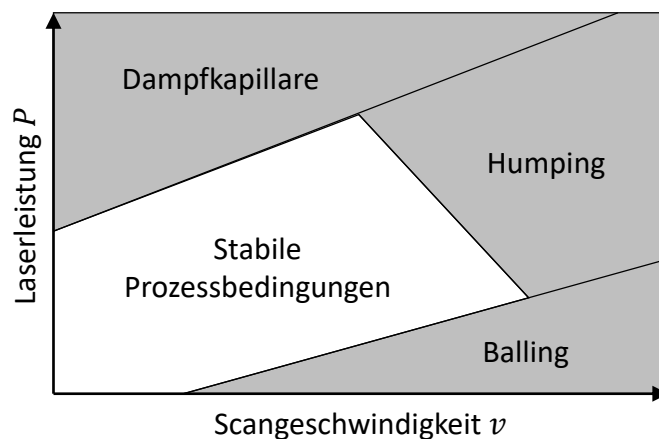 Laserleistung P
Dampfkapillare
Humping
Stabile
Prozessbedingungen
Balling
Scangeschwindigkeit v